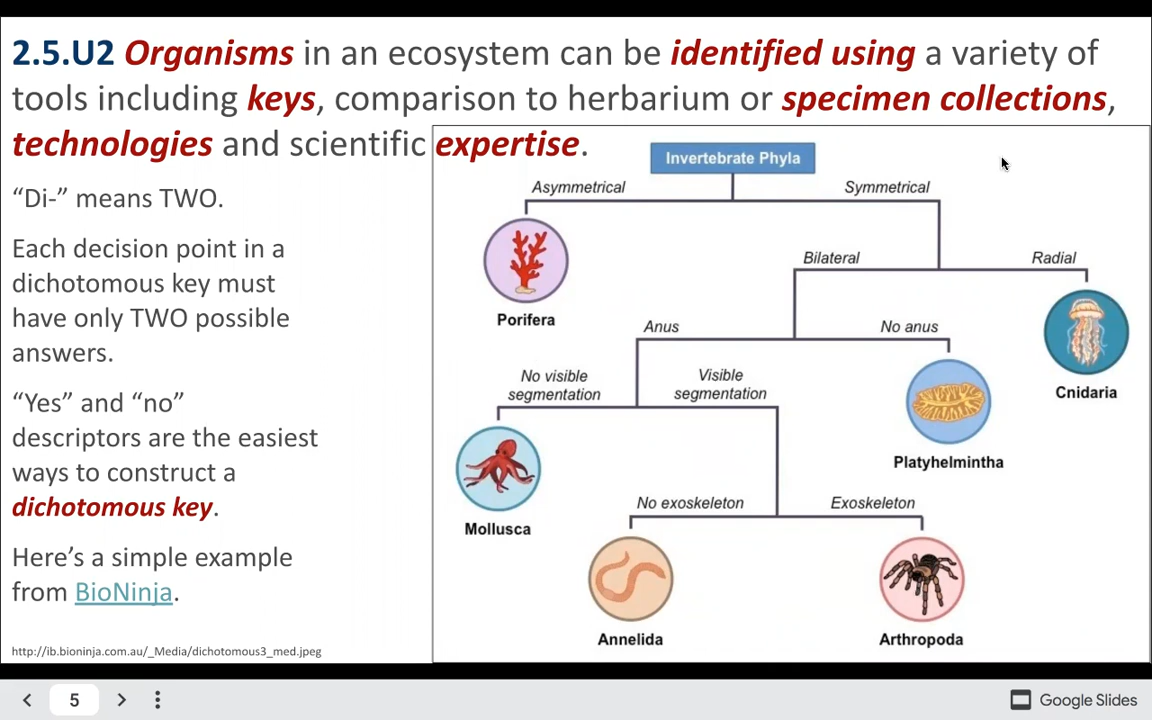 2.5.U2 Organisms in an ecosystem can be identified using a variety of
tools including keys, comparison to herbarium or specimen collections,
technologies and scientific expertise.
“Di-” means TWO.
Each decision point in a
dichotomous key must
have only TWO possible
answers.
“Yes” and “no”
descriptors are the easiest
ways to construct a
dichotomous key.
Here’s a simple example
from BioNinja.
http://ib.bioninja.com.au/_Media/dichotomous3_med.jpeg
Invertebrate Phyla
Asymmetrical
Symmetrical
Porifera
Bilateral
Radial
Cnidaria
Anus
No anus
Platyhelmintha
No visible
segmentation
Visible
segmentation
Mollusca
No exoskeleton
Exoskeleton
Annelida
Arthropoda
5
Google Slides